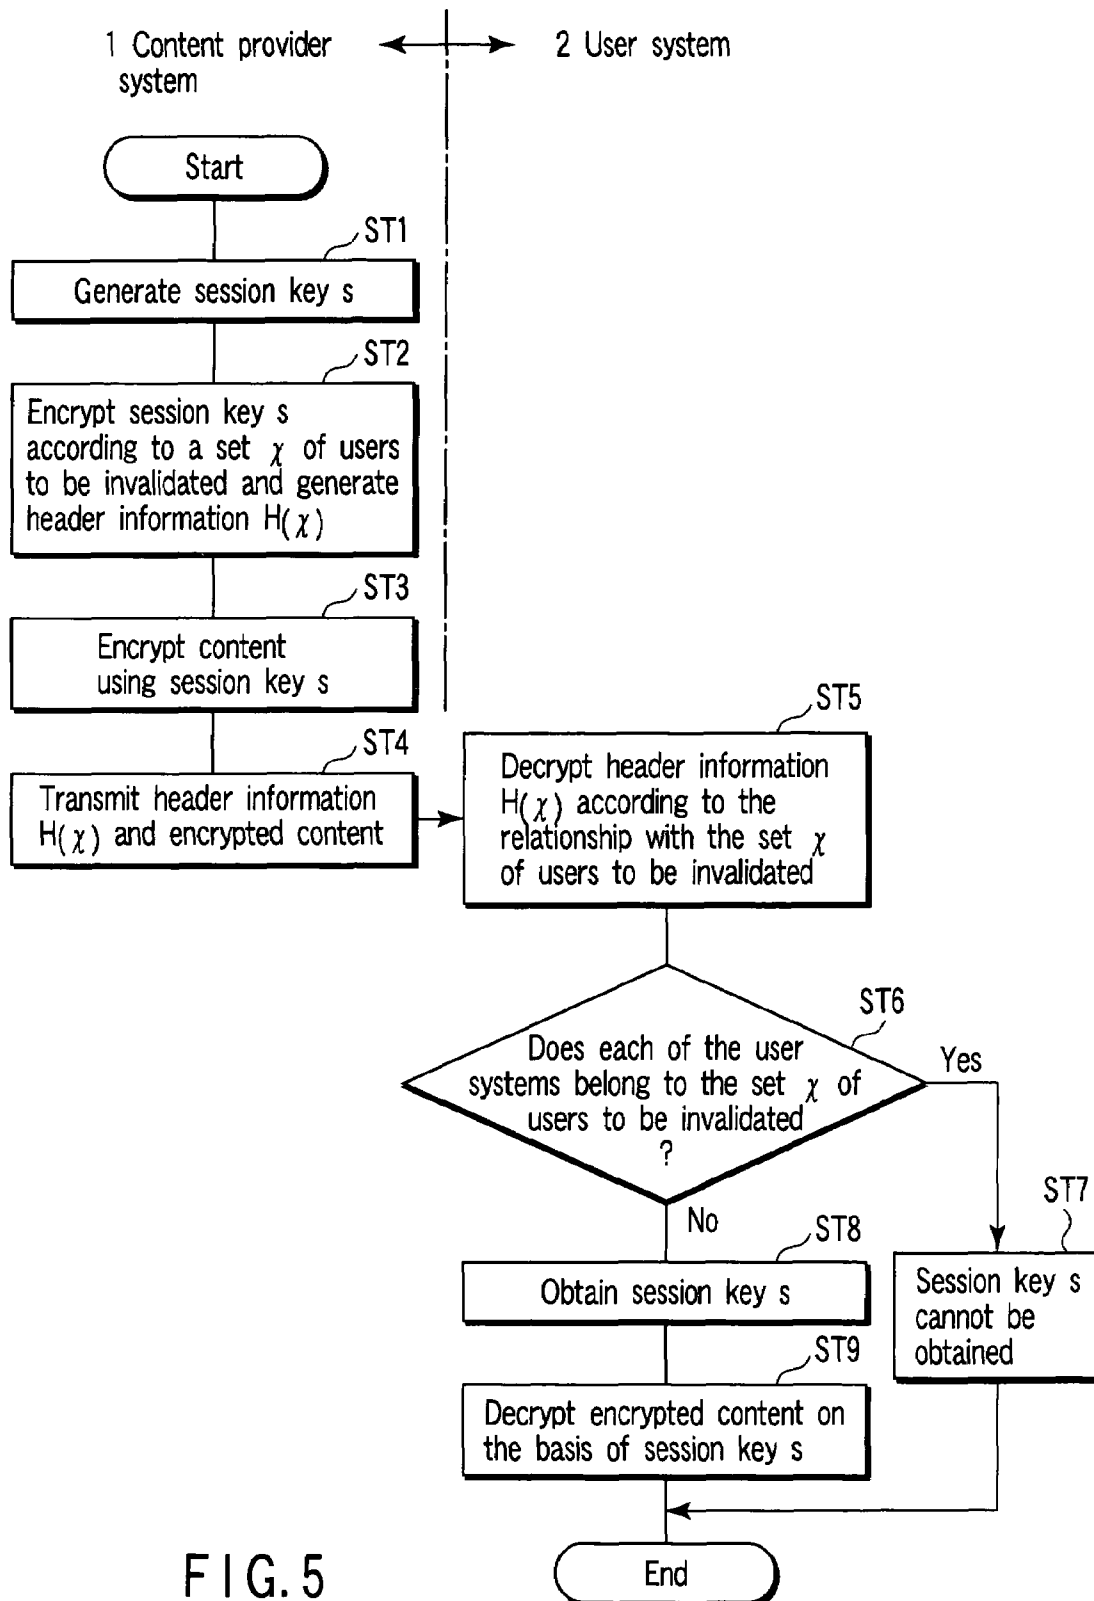 1 Content provider
system
2 User system
Start
ST1
Generate session key s
ST2
Encrypt session key s
according to a set χ of users
to be invalidated and generate
header information H(χ)
ST3
Encrypt content
using session key s
ST4
Transmit header information
H(χ) and encrypted content
ST5
Decrypt header information
H(χ) according to the
relationship with the set χ
of users to be invalidated
ST6
Does each of the user
systems belong to the set χ of
users to be invalidated
?
Yes
No
ST7
Session key s
cannot be
obtained
ST8
Obtain session key s
ST9
Decrypt encrypted content on
the basis of session key s
End
FIG. 5